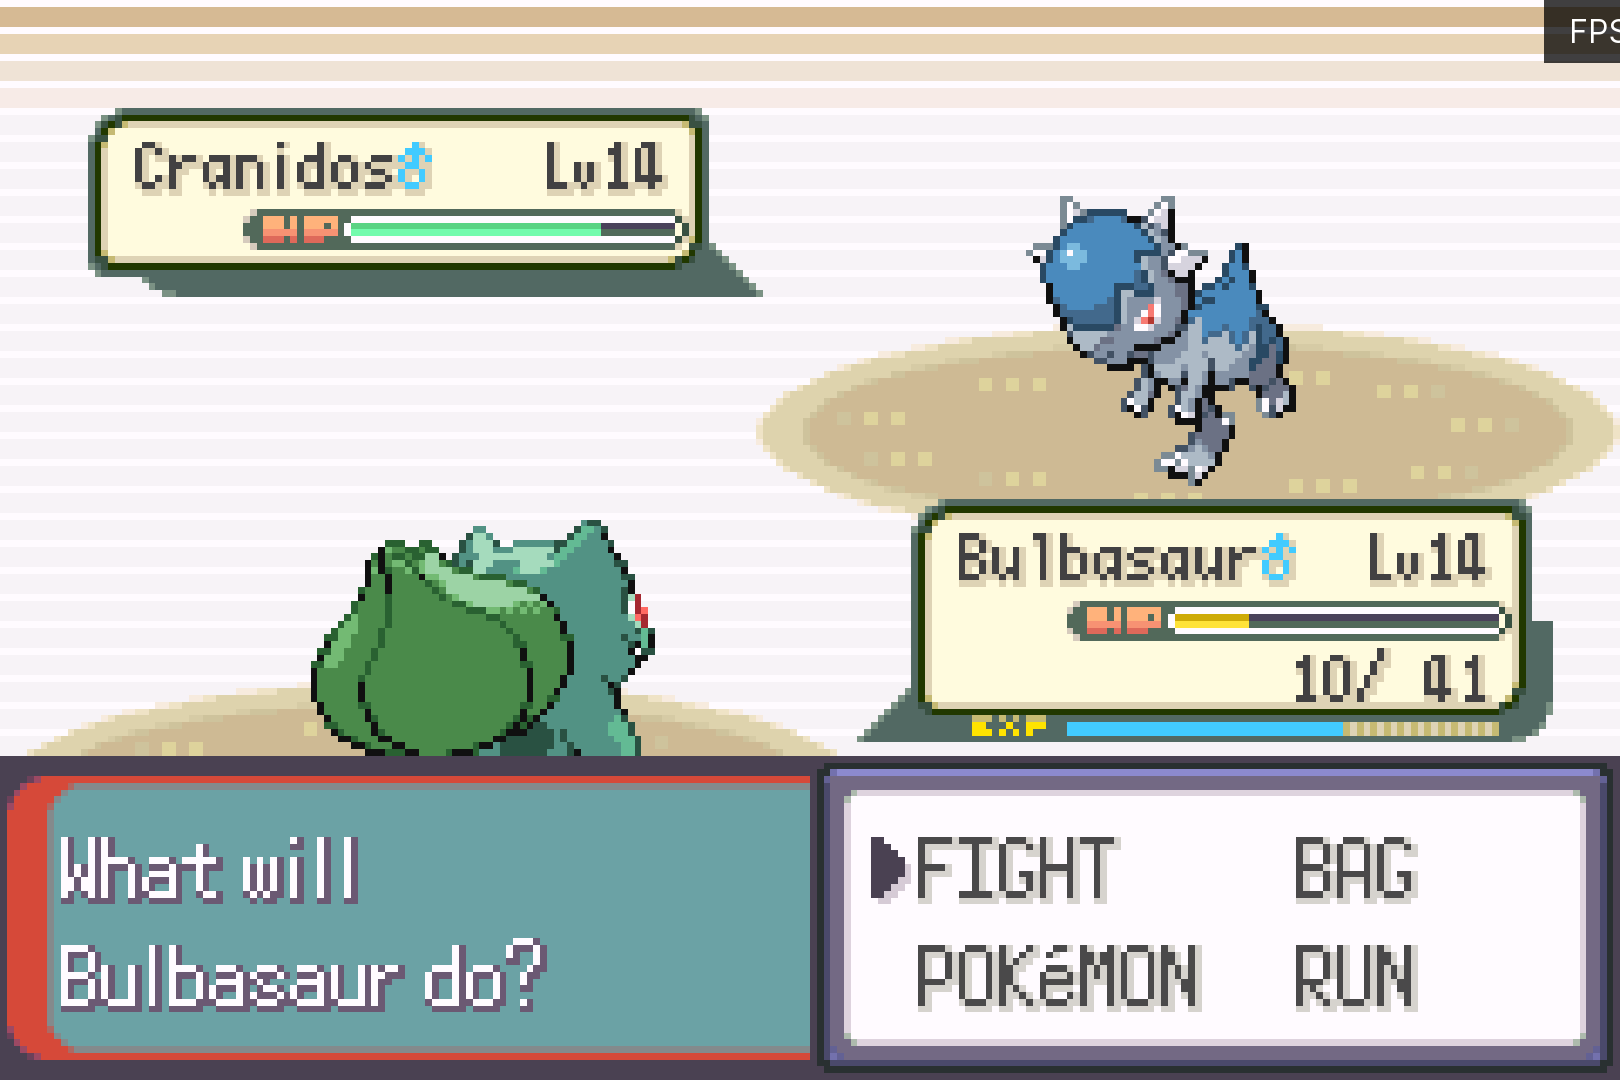 FPS
Cranidos♂ Lv14
HP
Bulbasaur♂ Lv14
HP
10/ 41
EXP
What will
Bulbasaur do?
FIGHT BAG
POKéMON RUN